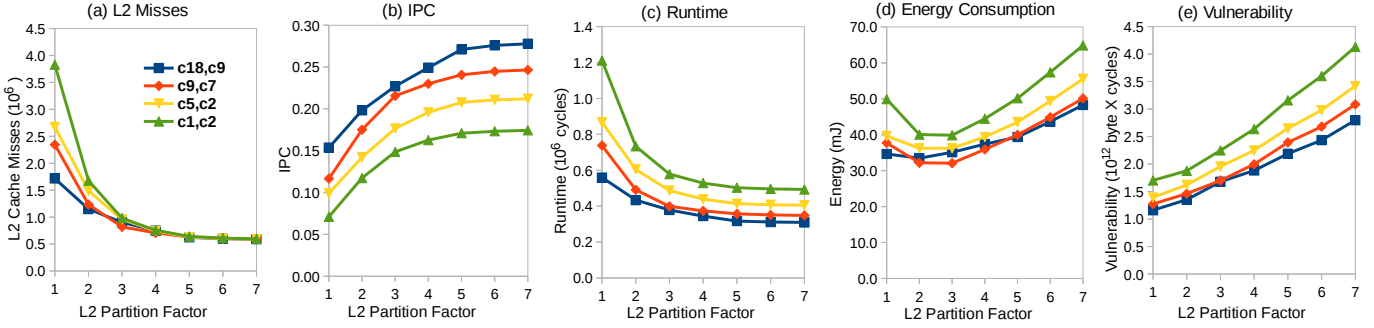 (a) L2 Misses
L2 Cache Misses (10^6)
4.5
4.0
3.5
3.0
2.5
2.0
1.5
1.0
0.5
0.0
c18,c9
c9,c7
c5,c2
c1,c2
1 2 3 4 5 6 7
L2 Partition Factor
(b) IPC
IPC
0.30
0.25
0.20
0.15
0.10
0.05
0.00
1 2 3 4 5 6 7
L2 Partition Factor
(c) Runtime
Runtime (10^6 cycles)
1.4
1.2
1.0
0.8
0.6
0.4
0.2
0.0
1 2 3 4 5 6 7
L2 Partition Factor
(d) Energy Consumption
Energy (mJ)
70.0
60.0
50.0
40.0
30.0
20.0
10.0
0.0
1 2 3 4 5 6 7
L2 Partition Factor
(e) Vulnerability
Vulnerability (10^12 byte X cycles)
4.5
4.0
3.5
3.0
2.5
2.0
1.5
1.0
0.5
0.0
1 2 3 4 5 6 7
L2 Partition Factor